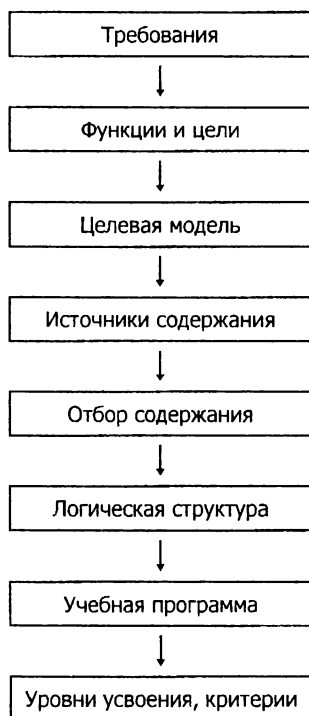 Требования
Функции и цели
Целевая модель
Источники содержания
Отбор содержания
Логическая структура
Учебная программа
Уровни усвоения, критерии